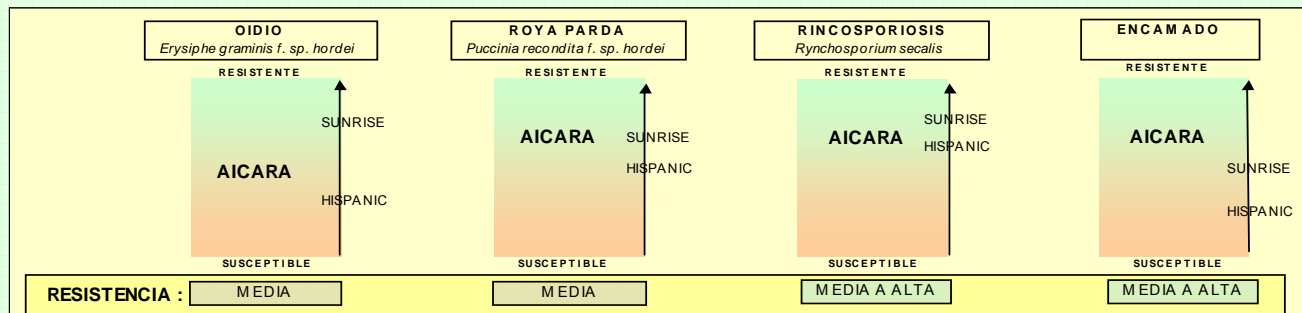 OIDIO
Erysiphe graminis f. sp. hordei
RESISTENTE
SUNRISE
AICARA
HISPANIC
SUSCEPTIBLE
ROYA PARDA
Puccinia recondita f. sp. hordei
RESISTENTE
AICARA
SUNRISE
HISPANIC
SUSCEPTIBLE
RINCOSPORIOSIS
Rynchosporium secalis
RESISTENTE
SUNRISE
AICARA
HISPANIC
SUSCEPTIBLE
ENCAMADO
RESISTENTE
AICARA
SUNRISE
HISPANIC
SUSCEPTIBLE
RESISTENCIA : MEDIA MEDIA MEDIA A ALTA MEDIA A ALTA